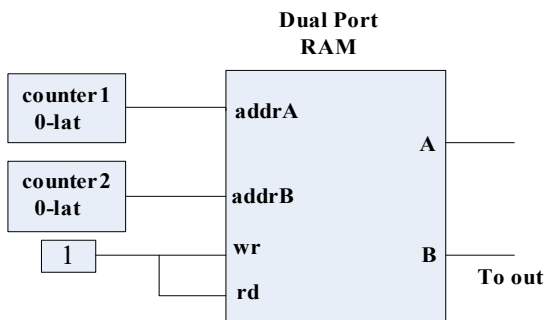 Dual Port
RAM
counter1
0-lat
addrA
A
counter2
0-lat
addrB
1
wr
B
rd
To out